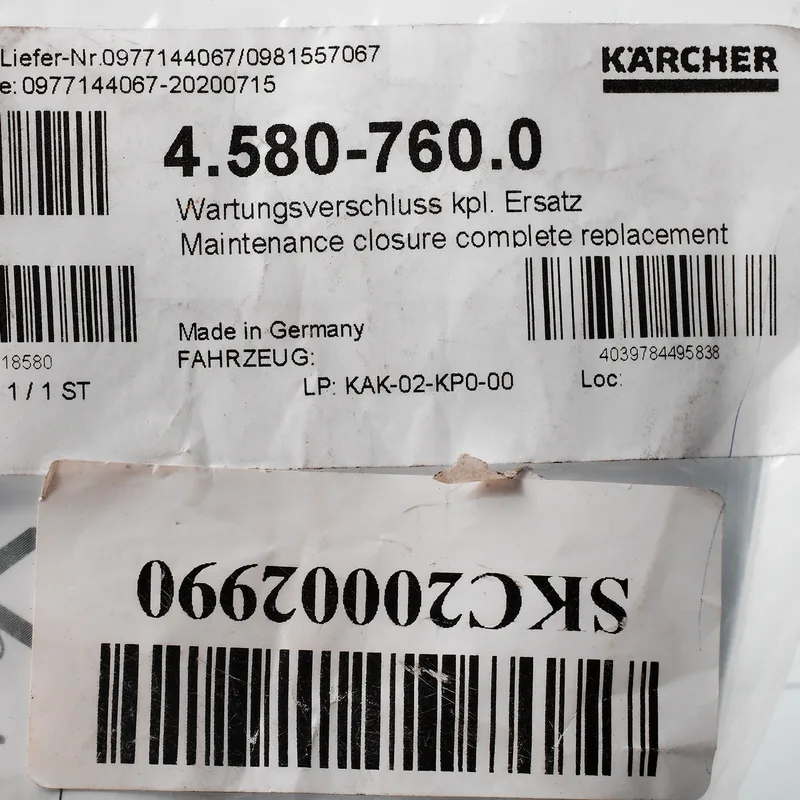 Liefer-Nr.0977144067/0981557067
e: 0977144067-20200715
KÄRCHER
4.580-760.0
Wartungsverschluss kpl. Ersatz
Maintenance closure complete replacement
Made in Germany
FAHRZEUG:
18580
4039784495838
1 / 1 ST
LP: KAK-02-KP0-00
Loc:
SKC20002990